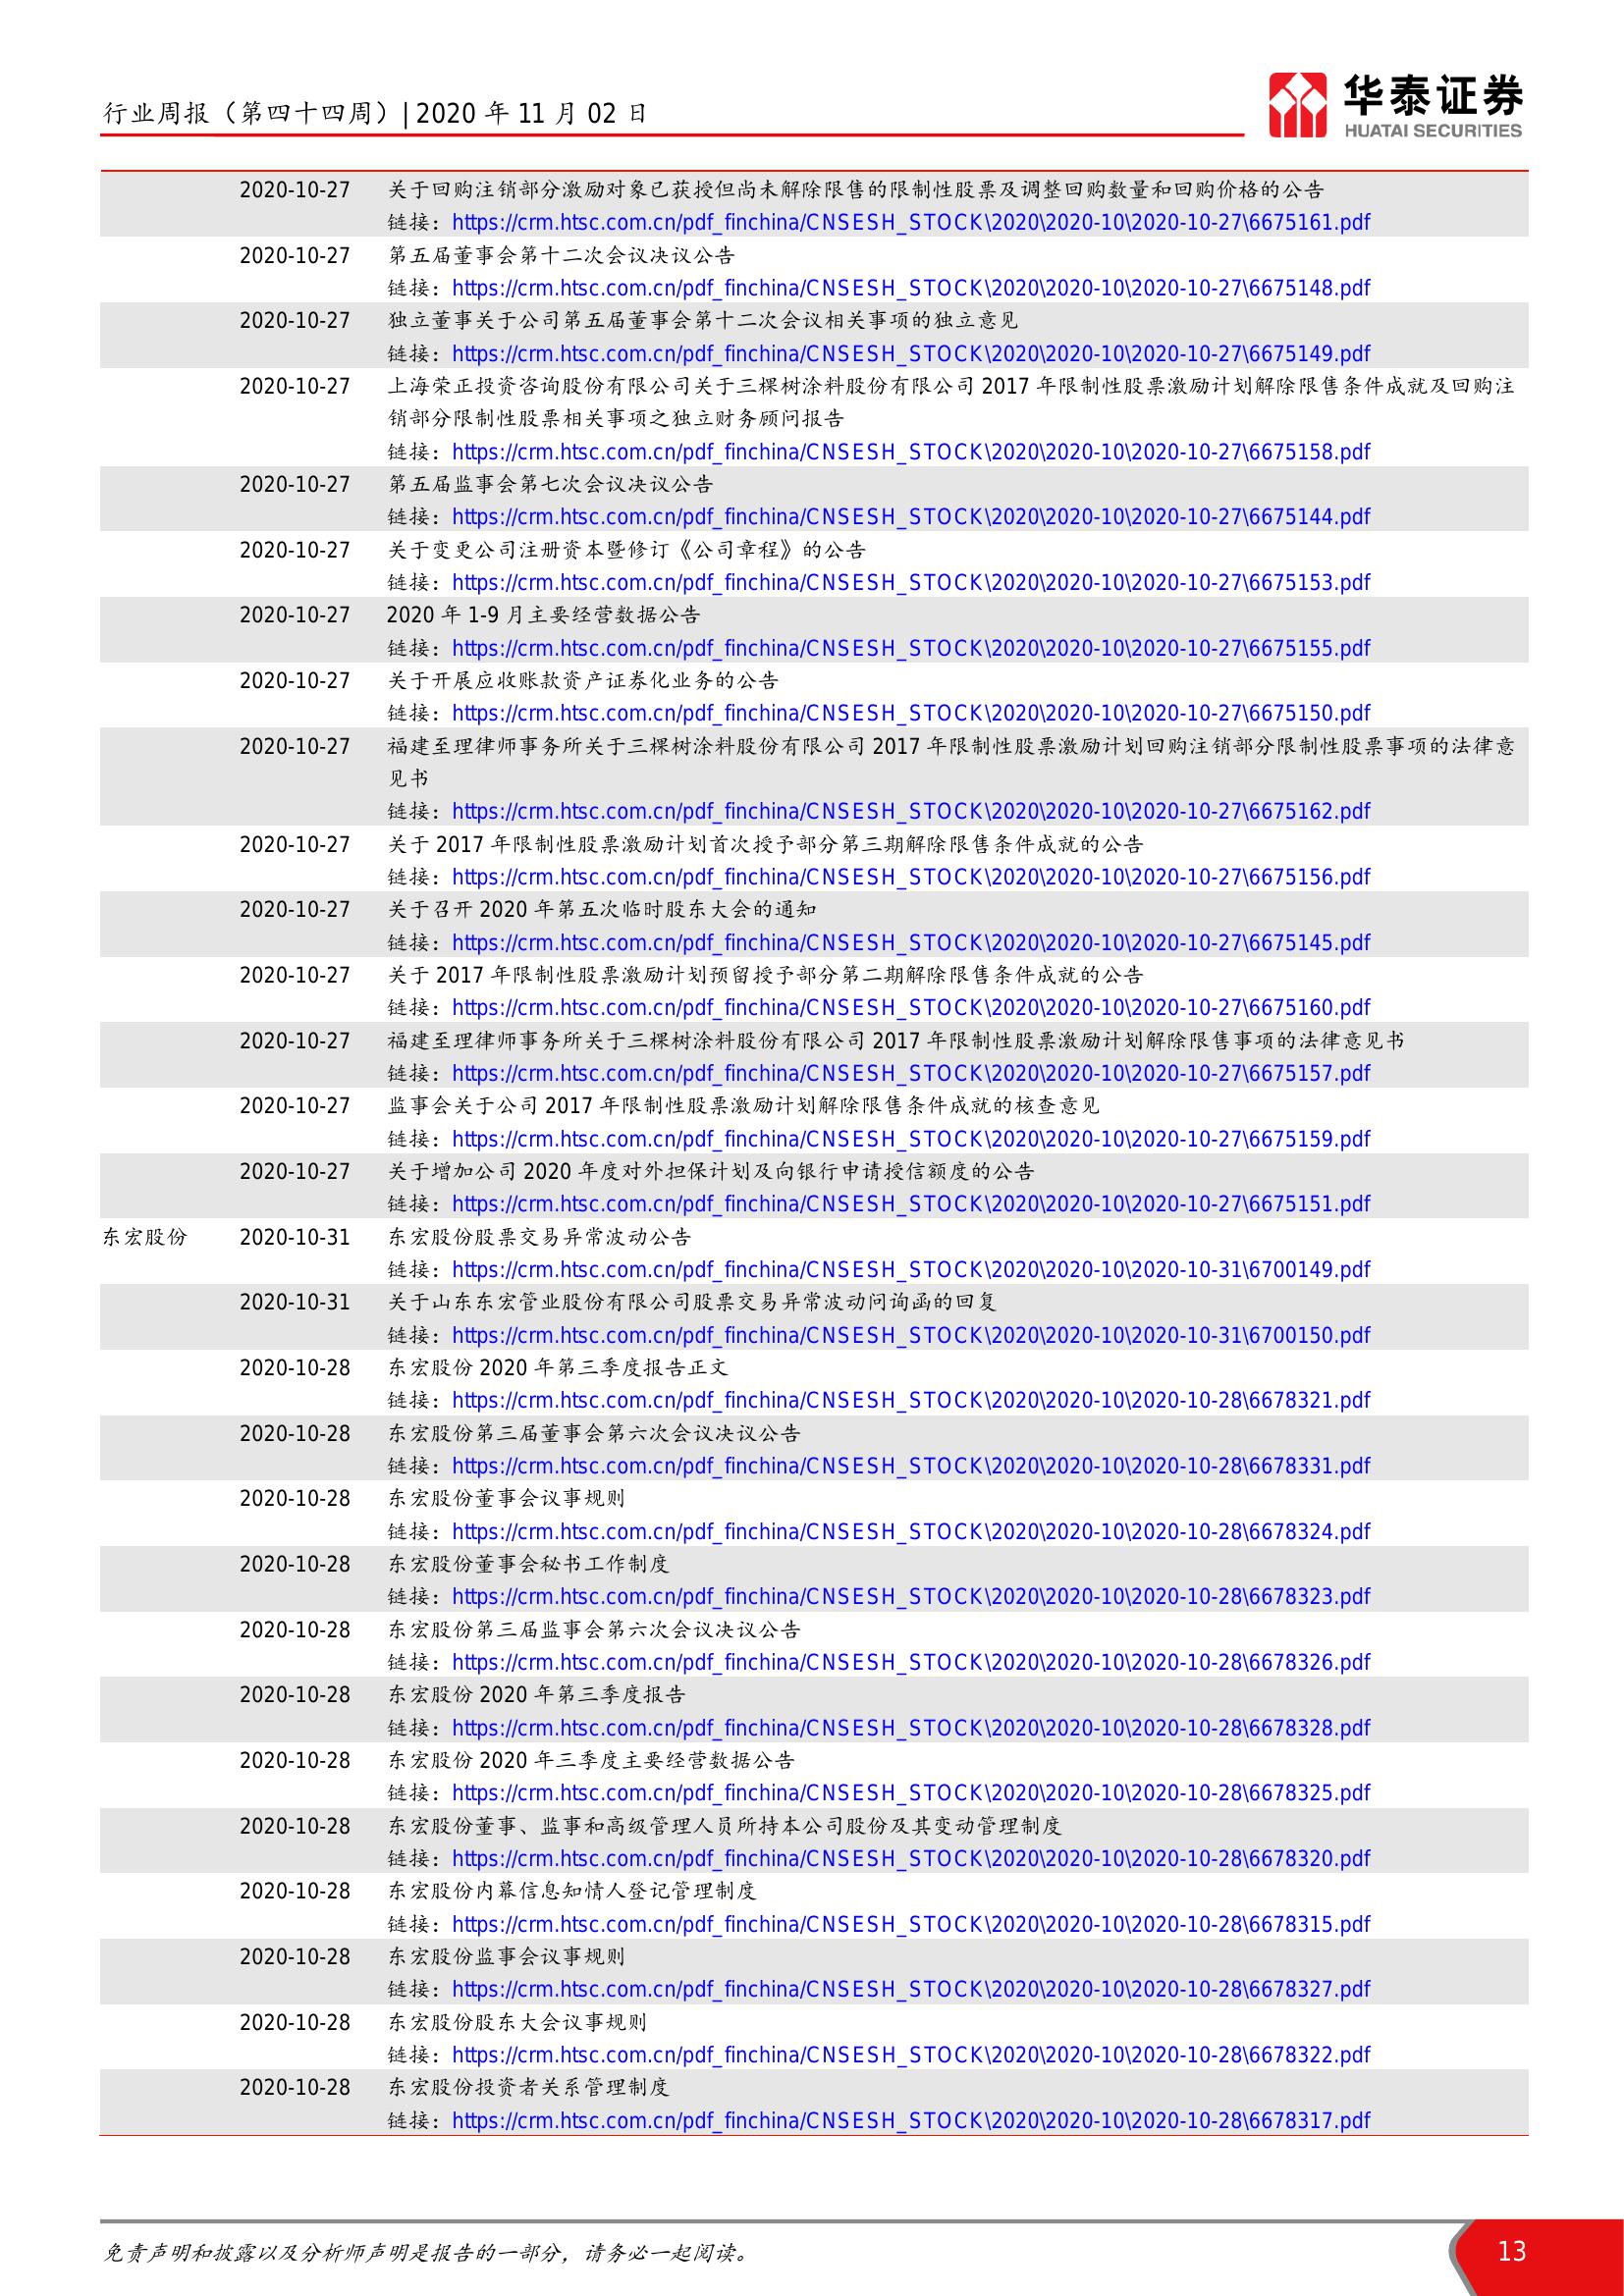 行业周报（第四十四周）| 2020 年 11 月 02 日
华泰证券
HUATAI SECURITIES
2020-10-27 关于回购注销部分激励对象已获授但尚未解除限售的限制性股票及调整回购数量和回购价格的公告
链接：https://crm.htsc.com.cn/pdf_finchina/CNSESH_STOCK\2020\2020-10\2020-10-27\6675161.pdf
2020-10-27 第五届董事会第十二次会议决议公告
链接：https://crm.htsc.com.cn/pdf_finchina/CNSESH_STOCK\2020\2020-10\2020-10-27\6675148.pdf
2020-10-27 独立董事关于公司第五届董事会第十二次会议相关事项的独立意见
链接：https://crm.htsc.com.cn/pdf_finchina/CNSESH_STOCK\2020\2020-10\2020-10-27\6675149.pdf
2020-10-27 上海荣正投资咨询股份有限公司关于三棵树涂料股份有限公司 2017 年限制性股票激励计划解除限售条件成就及回购注
销部分限制性股票相关事项之独立财务顾问报告
链接：https://crm.htsc.com.cn/pdf_finchina/CNSESH_STOCK\2020\2020-10\2020-10-27\6675158.pdf
2020-10-27 第五届监事会第七次会议决议公告
链接：https://crm.htsc.com.cn/pdf_finchina/CNSESH_STOCK\2020\2020-10\2020-10-27\6675144.pdf
2020-10-27 关于变更公司注册资本暨修订《公司章程》的公告
链接：https://crm.htsc.com.cn/pdf_finchina/CNSESH_STOCK\2020\2020-10\2020-10-27\6675153.pdf
2020-10-27 2020 年 1-9 月主要经营数据公告
链接：https://crm.htsc.com.cn/pdf_finchina/CNSESH_STOCK\2020\2020-10\2020-10-27\6675155.pdf
2020-10-27 关于开展应收账款资产证券化业务的公告
链接：https://crm.htsc.com.cn/pdf_finchina/CNSESH_STOCK\2020\2020-10\2020-10-27\6675150.pdf
2020-10-27 福建至理律师事务所关于三棵树涂料股份有限公司 2017 年限制性股票激励计划回购注销部分限制性股票事项的法律意
见书
链接：https://crm.htsc.com.cn/pdf_finchina/CNSESH_STOCK\2020\2020-10\2020-10-27\6675162.pdf
2020-10-27 关于 2017 年限制性股票激励计划首次授予部分第三期解除限售条件成就的公告
链接：https://crm.htsc.com.cn/pdf_finchina/CNSESH_STOCK\2020\2020-10\2020-10-27\6675156.pdf
2020-10-27 关于召开 2020 年第五次临时股东大会的通知
链接：https://crm.htsc.com.cn/pdf_finchina/CNSESH_STOCK\2020\2020-10\2020-10-27\6675145.pdf
2020-10-27 关于 2017 年限制性股票激励计划预留授予部分第二期解除限售条件成就的公告
链接：https://crm.htsc.com.cn/pdf_finchina/CNSESH_STOCK\2020\2020-10\2020-10-27\6675160.pdf
2020-10-27 福建至理律师事务所关于三棵树涂料股份有限公司 2017 年限制性股票激励计划解除限售事项的法律意见书
链接：https://crm.htsc.com.cn/pdf_finchina/CNSESH_STOCK\2020\2020-10\2020-10-27\6675157.pdf
2020-10-27 监事会关于公司 2017 年限制性股票激励计划解除限售条件成就的核查意见
链接：https://crm.htsc.com.cn/pdf_finchina/CNSESH_STOCK\2020\2020-10\2020-10-27\6675159.pdf
2020-10-27 关于增加公司 2020 年度对外担保计划及向银行申请授信额度的公告
链接：https://crm.htsc.com.cn/pdf_finchina/CNSESH_STOCK\2020\2020-10\2020-10-27\6675151.pdf
东宏股份 2020-10-31 东宏股份股票交易异常波动公告
链接：https://crm.htsc.com.cn/pdf_finchina/CNSESH_STOCK\2020\2020-10\2020-10-31\6700149.pdf
2020-10-31 关于山东东宏管业股份有限公司股票交易异常波动问询函的回复
链接：https://crm.htsc.com.cn/pdf_finchina/CNSESH_STOCK\2020\2020-10\2020-10-31\6700150.pdf
2020-10-28 东宏股份 2020 年第三季度报告正文
链接：https://crm.htsc.com.cn/pdf_finchina/CNSESH_STOCK\2020\2020-10\2020-10-28\6678321.pdf
2020-10-28 东宏股份第三届董事会第六次会议决议公告
链接：https://crm.htsc.com.cn/pdf_finchina/CNSESH_STOCK\2020\2020-10\2020-10-28\6678331.pdf
2020-10-28 东宏股份董事会议事规则
链接：https://crm.htsc.com.cn/pdf_finchina/CNSESH_STOCK\2020\2020-10\2020-10-28\6678324.pdf
2020-10-28 东宏股份董事会秘书工作制度
链接：https://crm.htsc.com.cn/pdf_finchina/CNSESH_STOCK\2020\2020-10\2020-10-28\6678323.pdf
2020-10-28 东宏股份第三届监事会第六次会议决议公告
链接：https://crm.htsc.com.cn/pdf_finchina/CNSESH_STOCK\2020\2020-10\2020-10-28\6678326.pdf
2020-10-28 东宏股份 2020 年第三季度报告
链接：https://crm.htsc.com.cn/pdf_finchina/CNSESH_STOCK\2020\2020-10\2020-10-28\6678328.pdf
2020-10-28 东宏股份 2020 年三季度主要经营数据公告
链接：https://crm.htsc.com.cn/pdf_finchina/CNSESH_STOCK\2020\2020-10\2020-10-28\6678325.pdf
2020-10-28 东宏股份董事、监事和高级管理人员所持本公司股份及其变动管理制度
链接：https://crm.htsc.com.cn/pdf_finchina/CNSESH_STOCK\2020\2020-10\2020-10-28\6678320.pdf
2020-10-28 东宏股份内幕信息知情人登记管理制度
链接：https://crm.htsc.com.cn/pdf_finchina/CNSESH_STOCK\2020\2020-10\2020-10-28\6678315.pdf
2020-10-28 东宏股份监事会议事规则
链接：https://crm.htsc.com.cn/pdf_finchina/CNSESH_STOCK\2020\2020-10\2020-10-28\6678327.pdf
2020-10-28 东宏股份股东大会议事规则
链接：https://crm.htsc.com.cn/pdf_finchina/CNSESH_STOCK\2020\2020-10\2020-10-28\6678322.pdf
2020-10-28 东宏股份投资者关系管理制度
链接：https://crm.htsc.com.cn/pdf_finchina/CNSESH_STOCK\2020\2020-10\2020-10-28\6678317.pdf
免责声明和披露以及分析师声明是报告的一部分，请务必一起阅读。
13